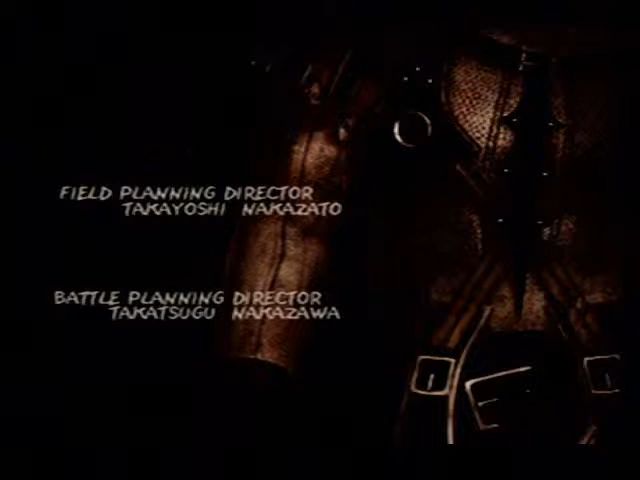 FIELD PLANNING DIRECTOR
TAKAYOSHI NAKAZATO
BATTLE PLANNING DIRECTOR
TAKATSUGU NAKAZAWA